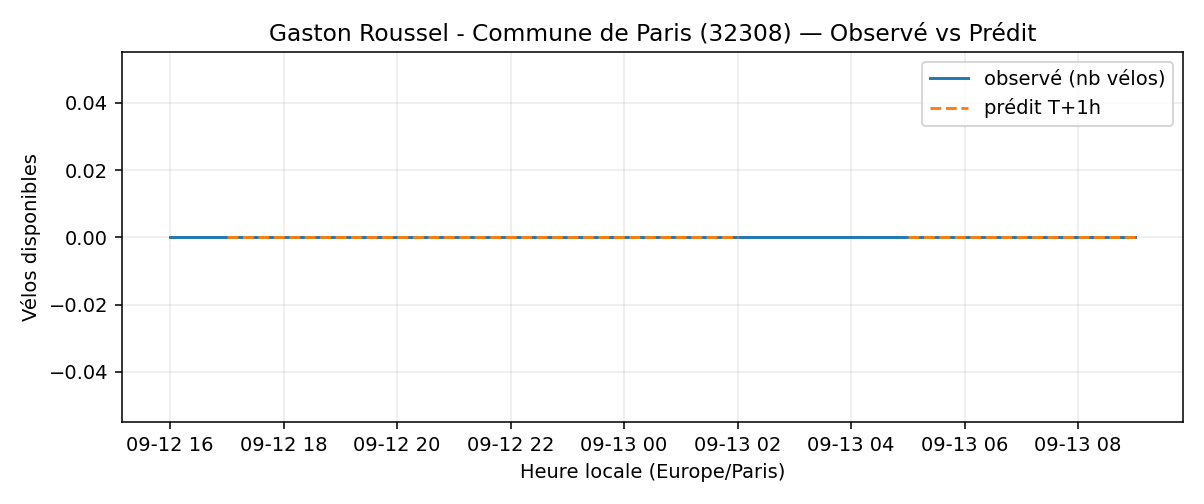 Gaston Roussel - Commune de Paris (32308) — Observé vs Prédit
observé (nb vélos)
prédit T+1h
Vélos disponibles
0.04
0.02
0.00
−0.02
−0.04
09-12 16
09-12 18
09-12 20
09-12 22
09-13 00
09-13 02
09-13 04
09-13 06
09-13 08
Heure locale (Europe/Paris)